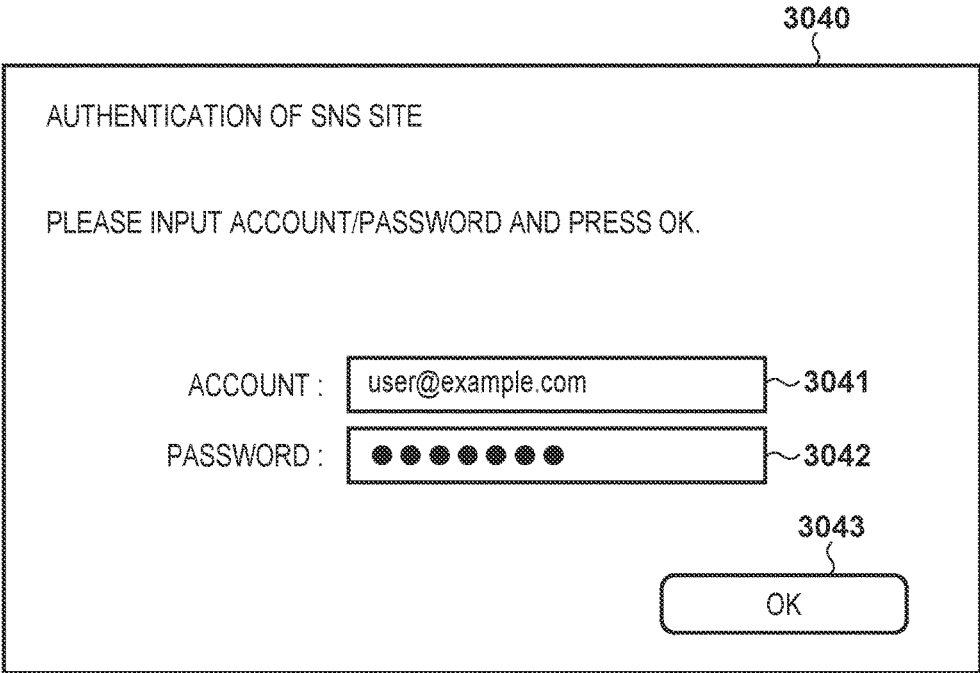 3040
AUTHENTICATION OF SNS SITE
PLEASE INPUT ACCOUNT/PASSWORD AND PRESS OK.
ACCOUNT : user@example.com 3041
PASSWORD : ●●●●●●● 3042
3043
OK